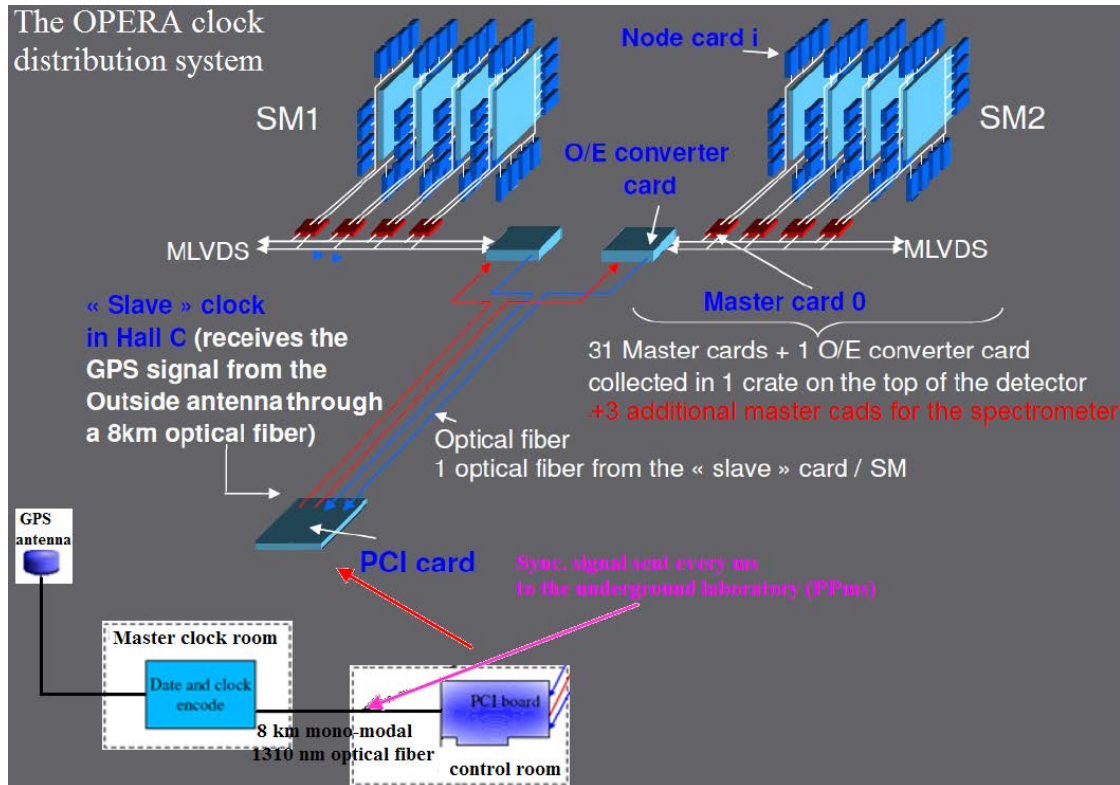 The OPERA clock
distribution system
Node card i
SM1
SM2
O/E converter
card
MLVDS
MLVDS
« Slave » clock
in Hall C (receives the
GPS signal from the
Outside antenna through
a 8km optical fiber)
Master card 0
31 Master cards + 1 O/E converter card
collected in 1 crate on the top of the detector
+3 additional master cads for the spectrometer
Optical fiber
1 optical fiber from the « slave » card / SM
GPS
antenna
PCI card
Sync. signal sent every ms
to the underground laboratory (PPms)
Master clock room
Date and clock
encode
PCI board
8 km mono-modal
1310 nm optical fiber
control room